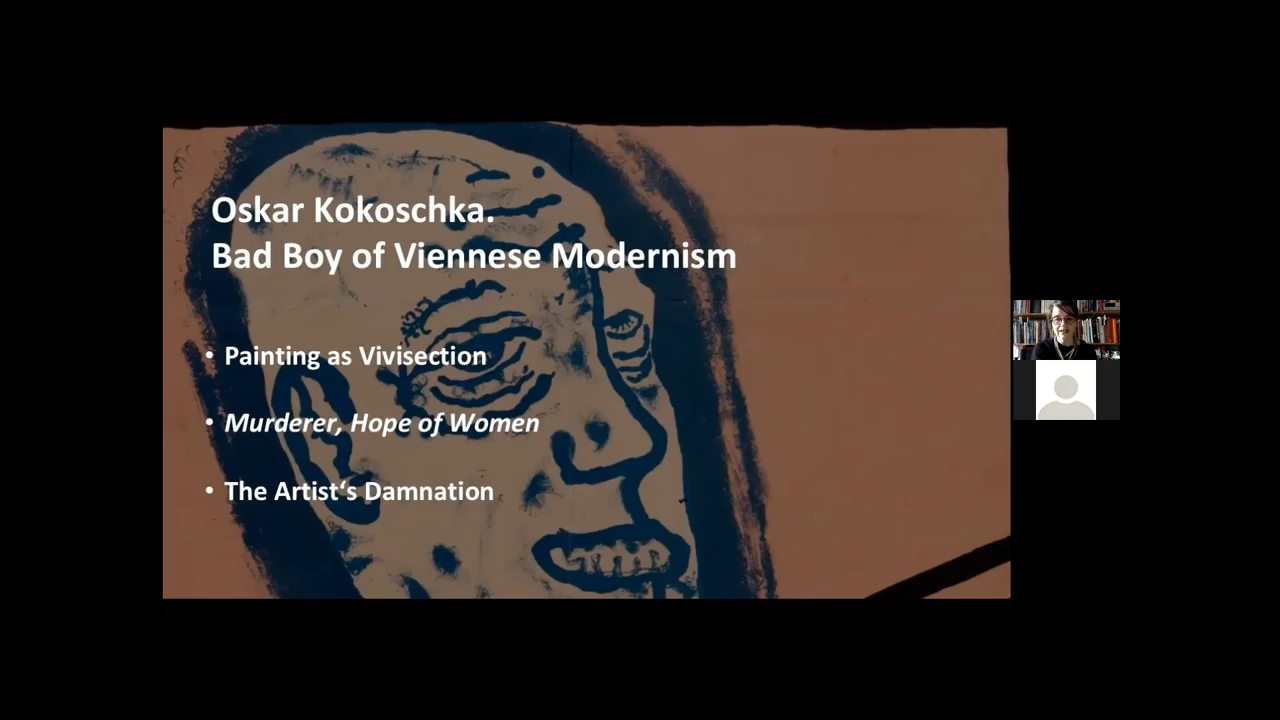 Oskar Kokoschka.
Bad Boy of Viennese Modernism
• Painting as Vivisection
• Murderer, Hope of Women
• The Artist‘s Damnation